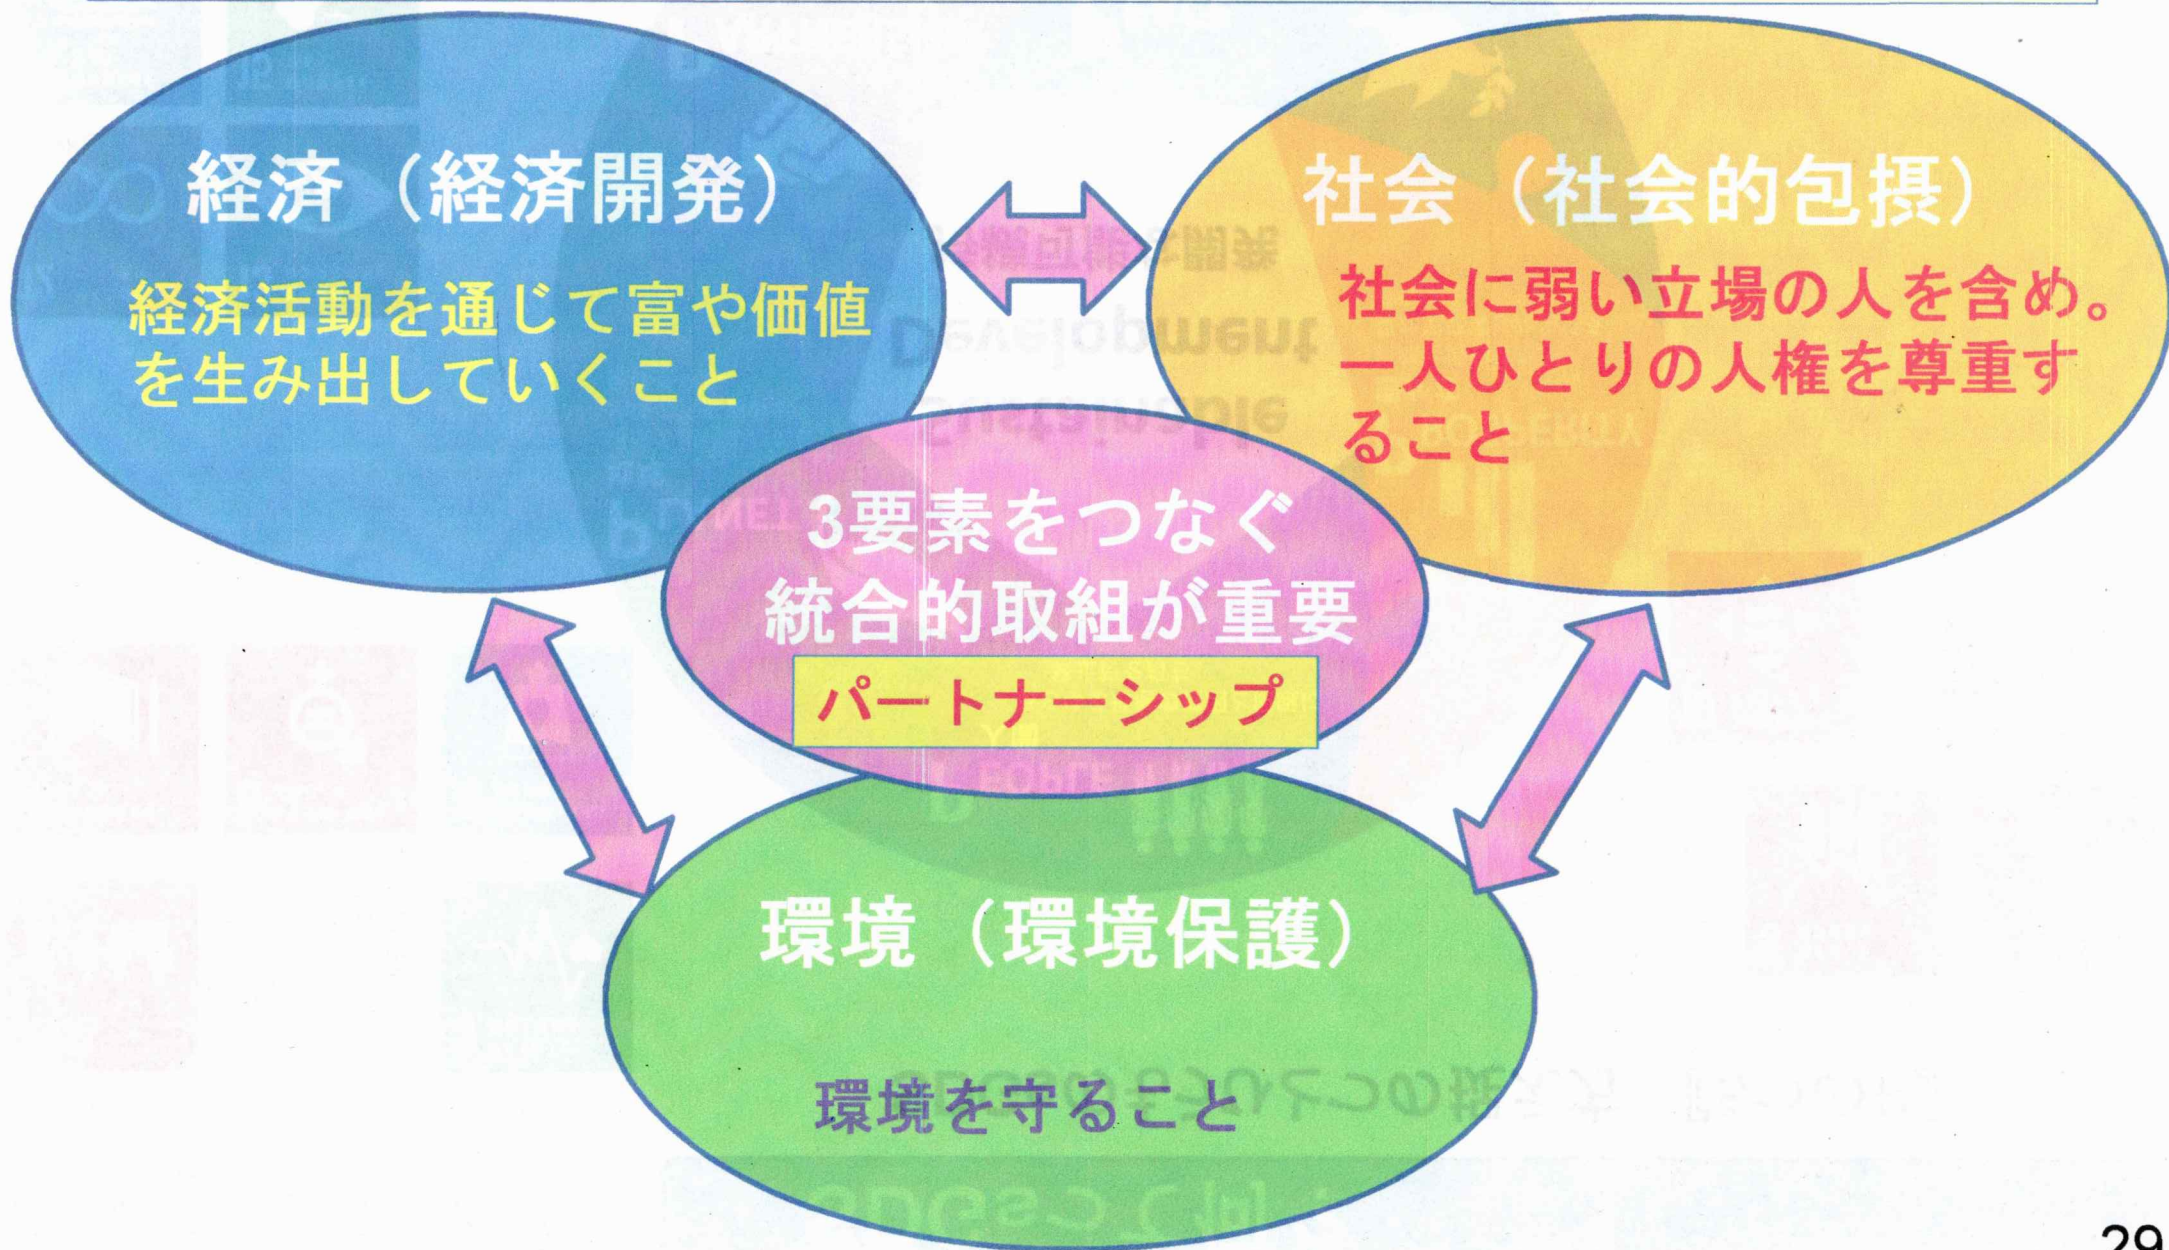 経済（経済開発）
経済活動を通じて富や価値
を生み出していくこと
社会（社会的包摂）
社会に弱い立場の人を含め。
一人ひとりの人権を尊重す
ること
3要素をつなぐ
統合的取組が重要
パートナーシップ
環境（環境保護）
環境を守ること
29